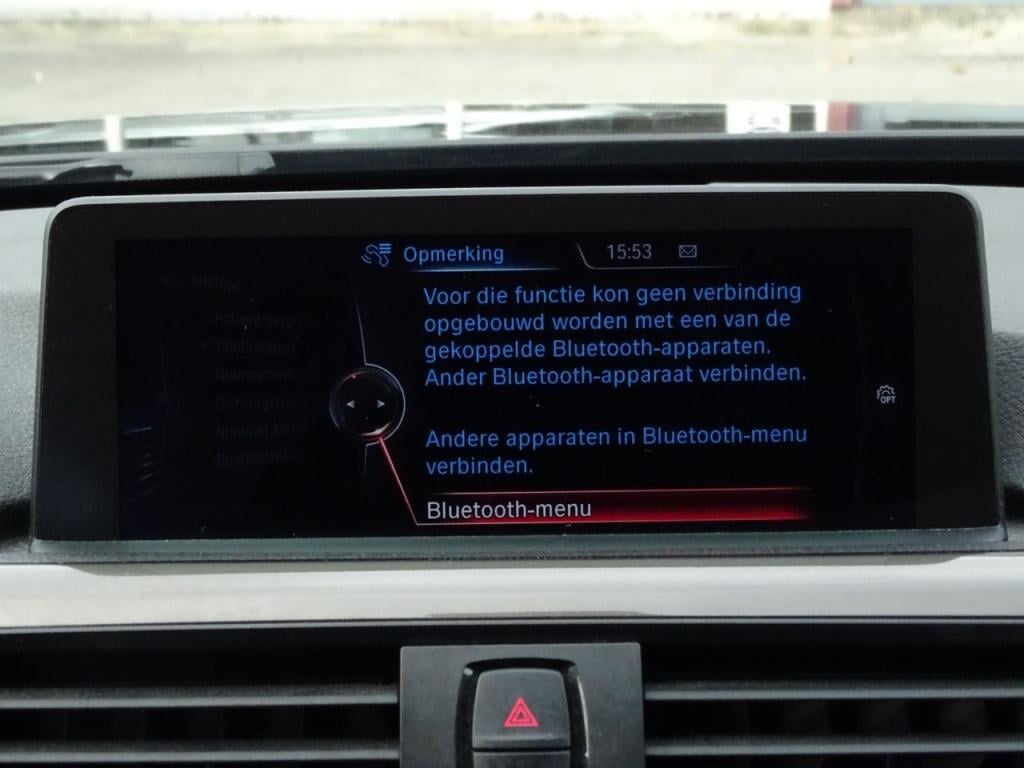 Opmerking
15:53
Telefoon
Voor die functie kon geen verbinding
opgebouwd worden met een van de
gekoppelde Bluetooth-apparaten.
Ander Bluetooth-apparaat verbinden.
OPT
Andere apparaten in Bluetooth-menu
verbinden.
Bluetooth-menu